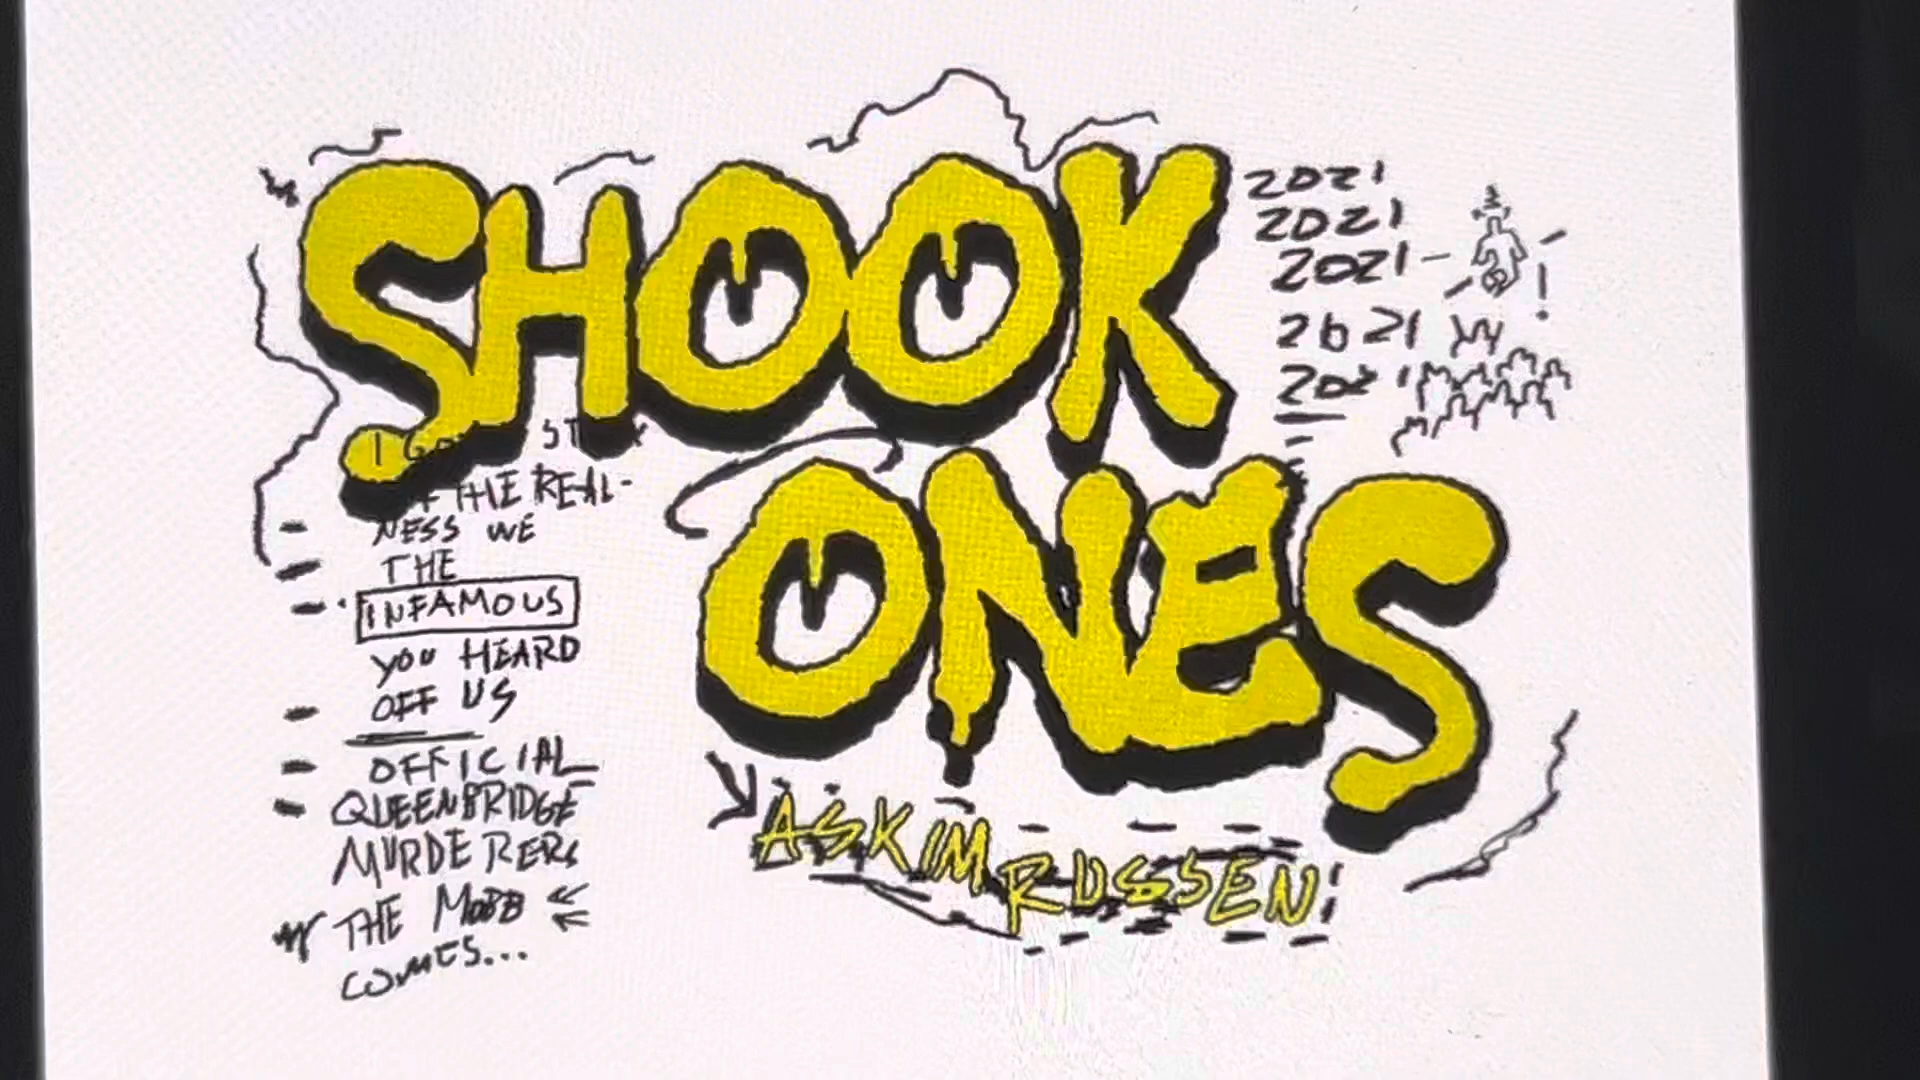 SHOOK
ONES
2021
2021
2021
2021
2021
I G
THE REAL-
NESS WE
THE
INFAMOUS
YOU HEARD
OFF US
OFFICIAL
QUEENBRIDGE
MURDERERS
THE MOBB
COMES...
ASKIM
RUSSEN!